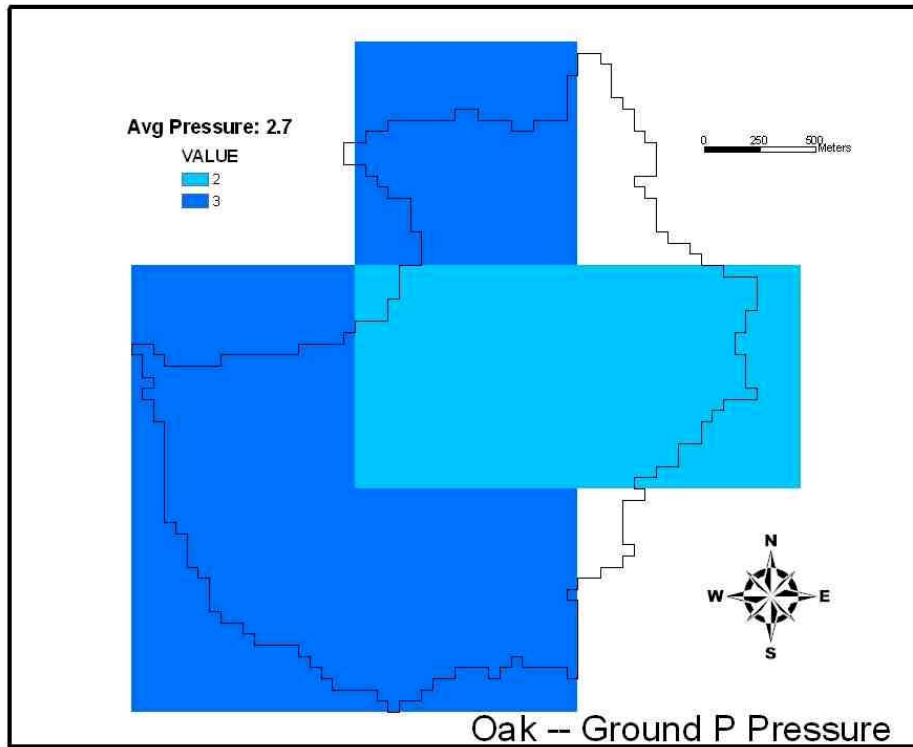 Avg Pressure: 2.7
VALUE
2
3
0 250 500
Meters
N
W E
S
Oak -- Ground P Pressure